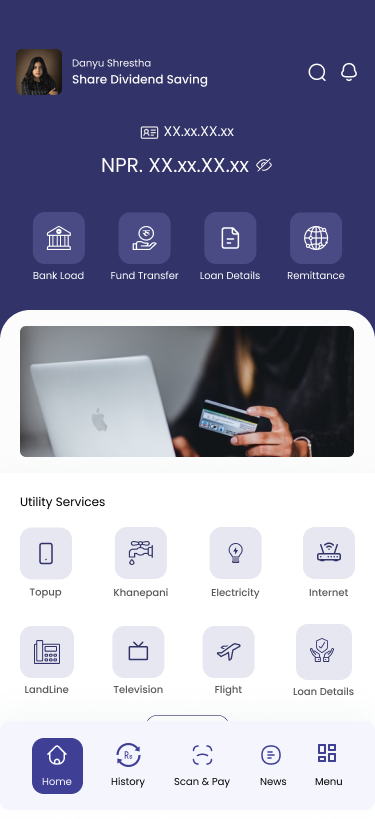 Danyu Shrestha
Share Dividend Saving
XX.xx.XX.xx
NPR. XX.xx.XX.xx
Bank Load
Fund Transfer
Loan Details
Remittance
Utility Services
Topup
Khanepani
Electricity
Internet
LandLine
Television
Flight
Loan Details
Home
Rs
History
Scan & Pay
News
Menu